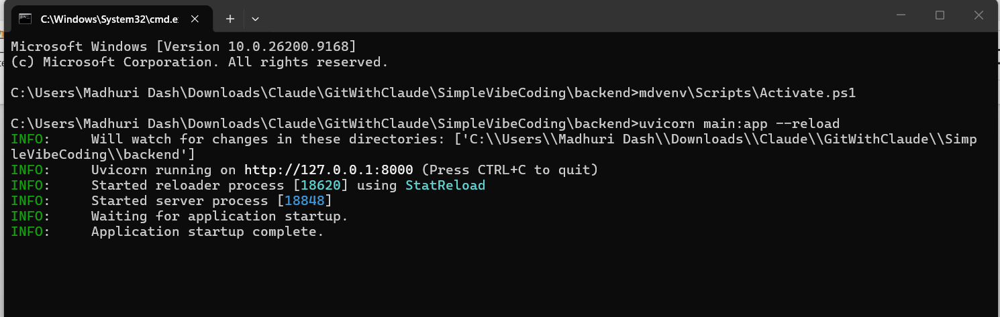 C:\Windows\System32\cmd.e
Microsoft Windows [Version 10.0.26200.9168]
(c) Microsoft Corporation. All rights reserved.
C:\Users\Madhuri Dash\Downloads\Claude\GitWithClaude\SimpleVibeCoding\backend>mdvenv\Scripts\Activate.ps1
C:\Users\Madhuri Dash\Downloads\Claude\GitWithClaude\SimpleVibeCoding\backend>uvicorn main:app --reload
INFO:     Will watch for changes in these directories: ['C:\\Users\\Madhuri Dash\\Downloads\\Claude\\GitWithClaude\\Simp
leVibeCoding\\backend']
INFO:     Uvicorn running on http://127.0.0.1:8000 (Press CTRL+C to quit)
INFO:     Started reloader process [18620] using StatReload
INFO:     Started server process [18848]
INFO:     Waiting for application startup.
INFO:     Application startup complete.